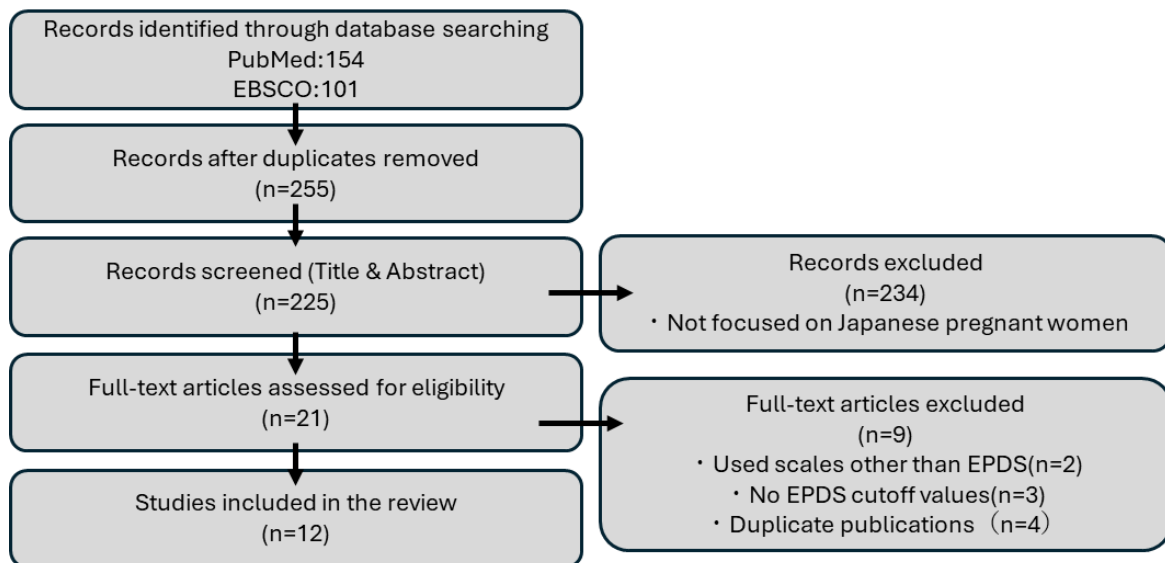 Records identified through database searching
PubMed:154
EBSCO:101
Records after duplicates removed
(n=255)
Records screened (Title & Abstract)
(n=225)
Records excluded
(n=234)
・Not focused on Japanese pregnant women
Full-text articles assessed for eligibility
(n=21)
Full-text articles excluded
(n=9)
・Used scales other than EPDS(n=2)
・No EPDS cutoff values(n=3)
・Duplicate publications（n=4）
Studies included in the review
(n=12)